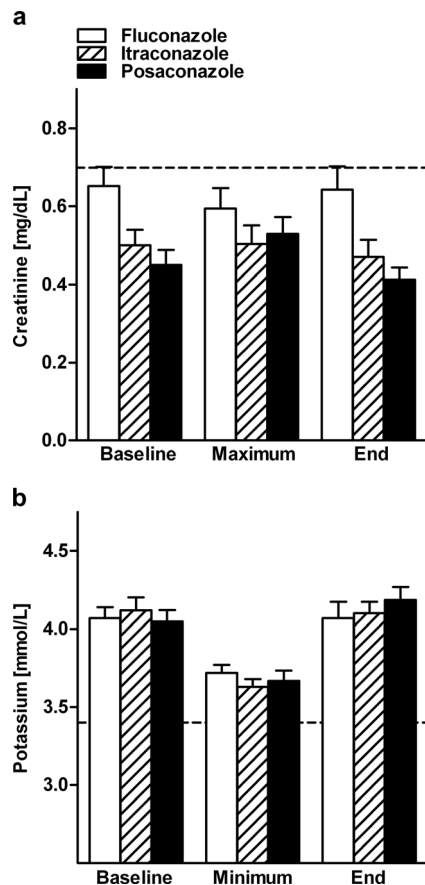 a
Fluconazole
Itraconazole
Posaconazole
Creatinine [mg/dL]
0.8
0.6
0.4
0.2
0.0
Baseline Maximum End
b
Potassium [mmol/L]
4.5
4.0
3.5
3.0
Baseline Minimum End